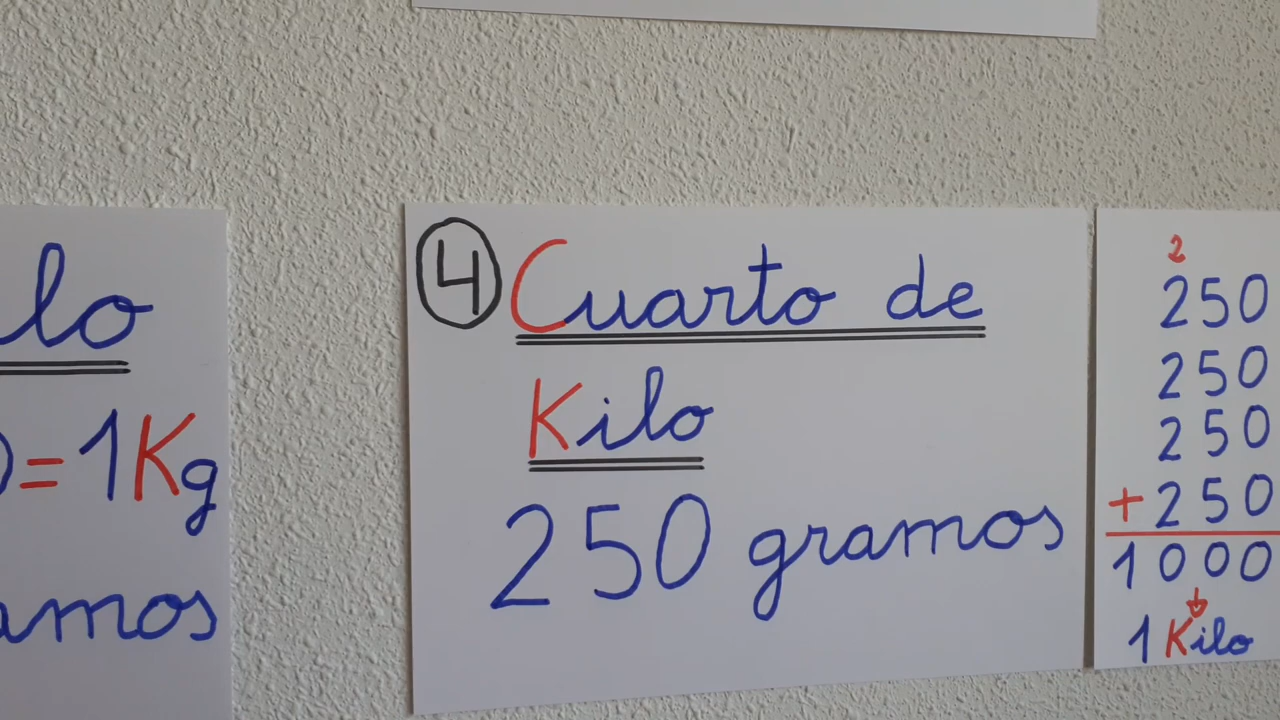 lo
= 1Kg
amos
4 Cuarto de
Kilo
250 gramos
2
250
250
250
+ 250
1000
1 Kilo